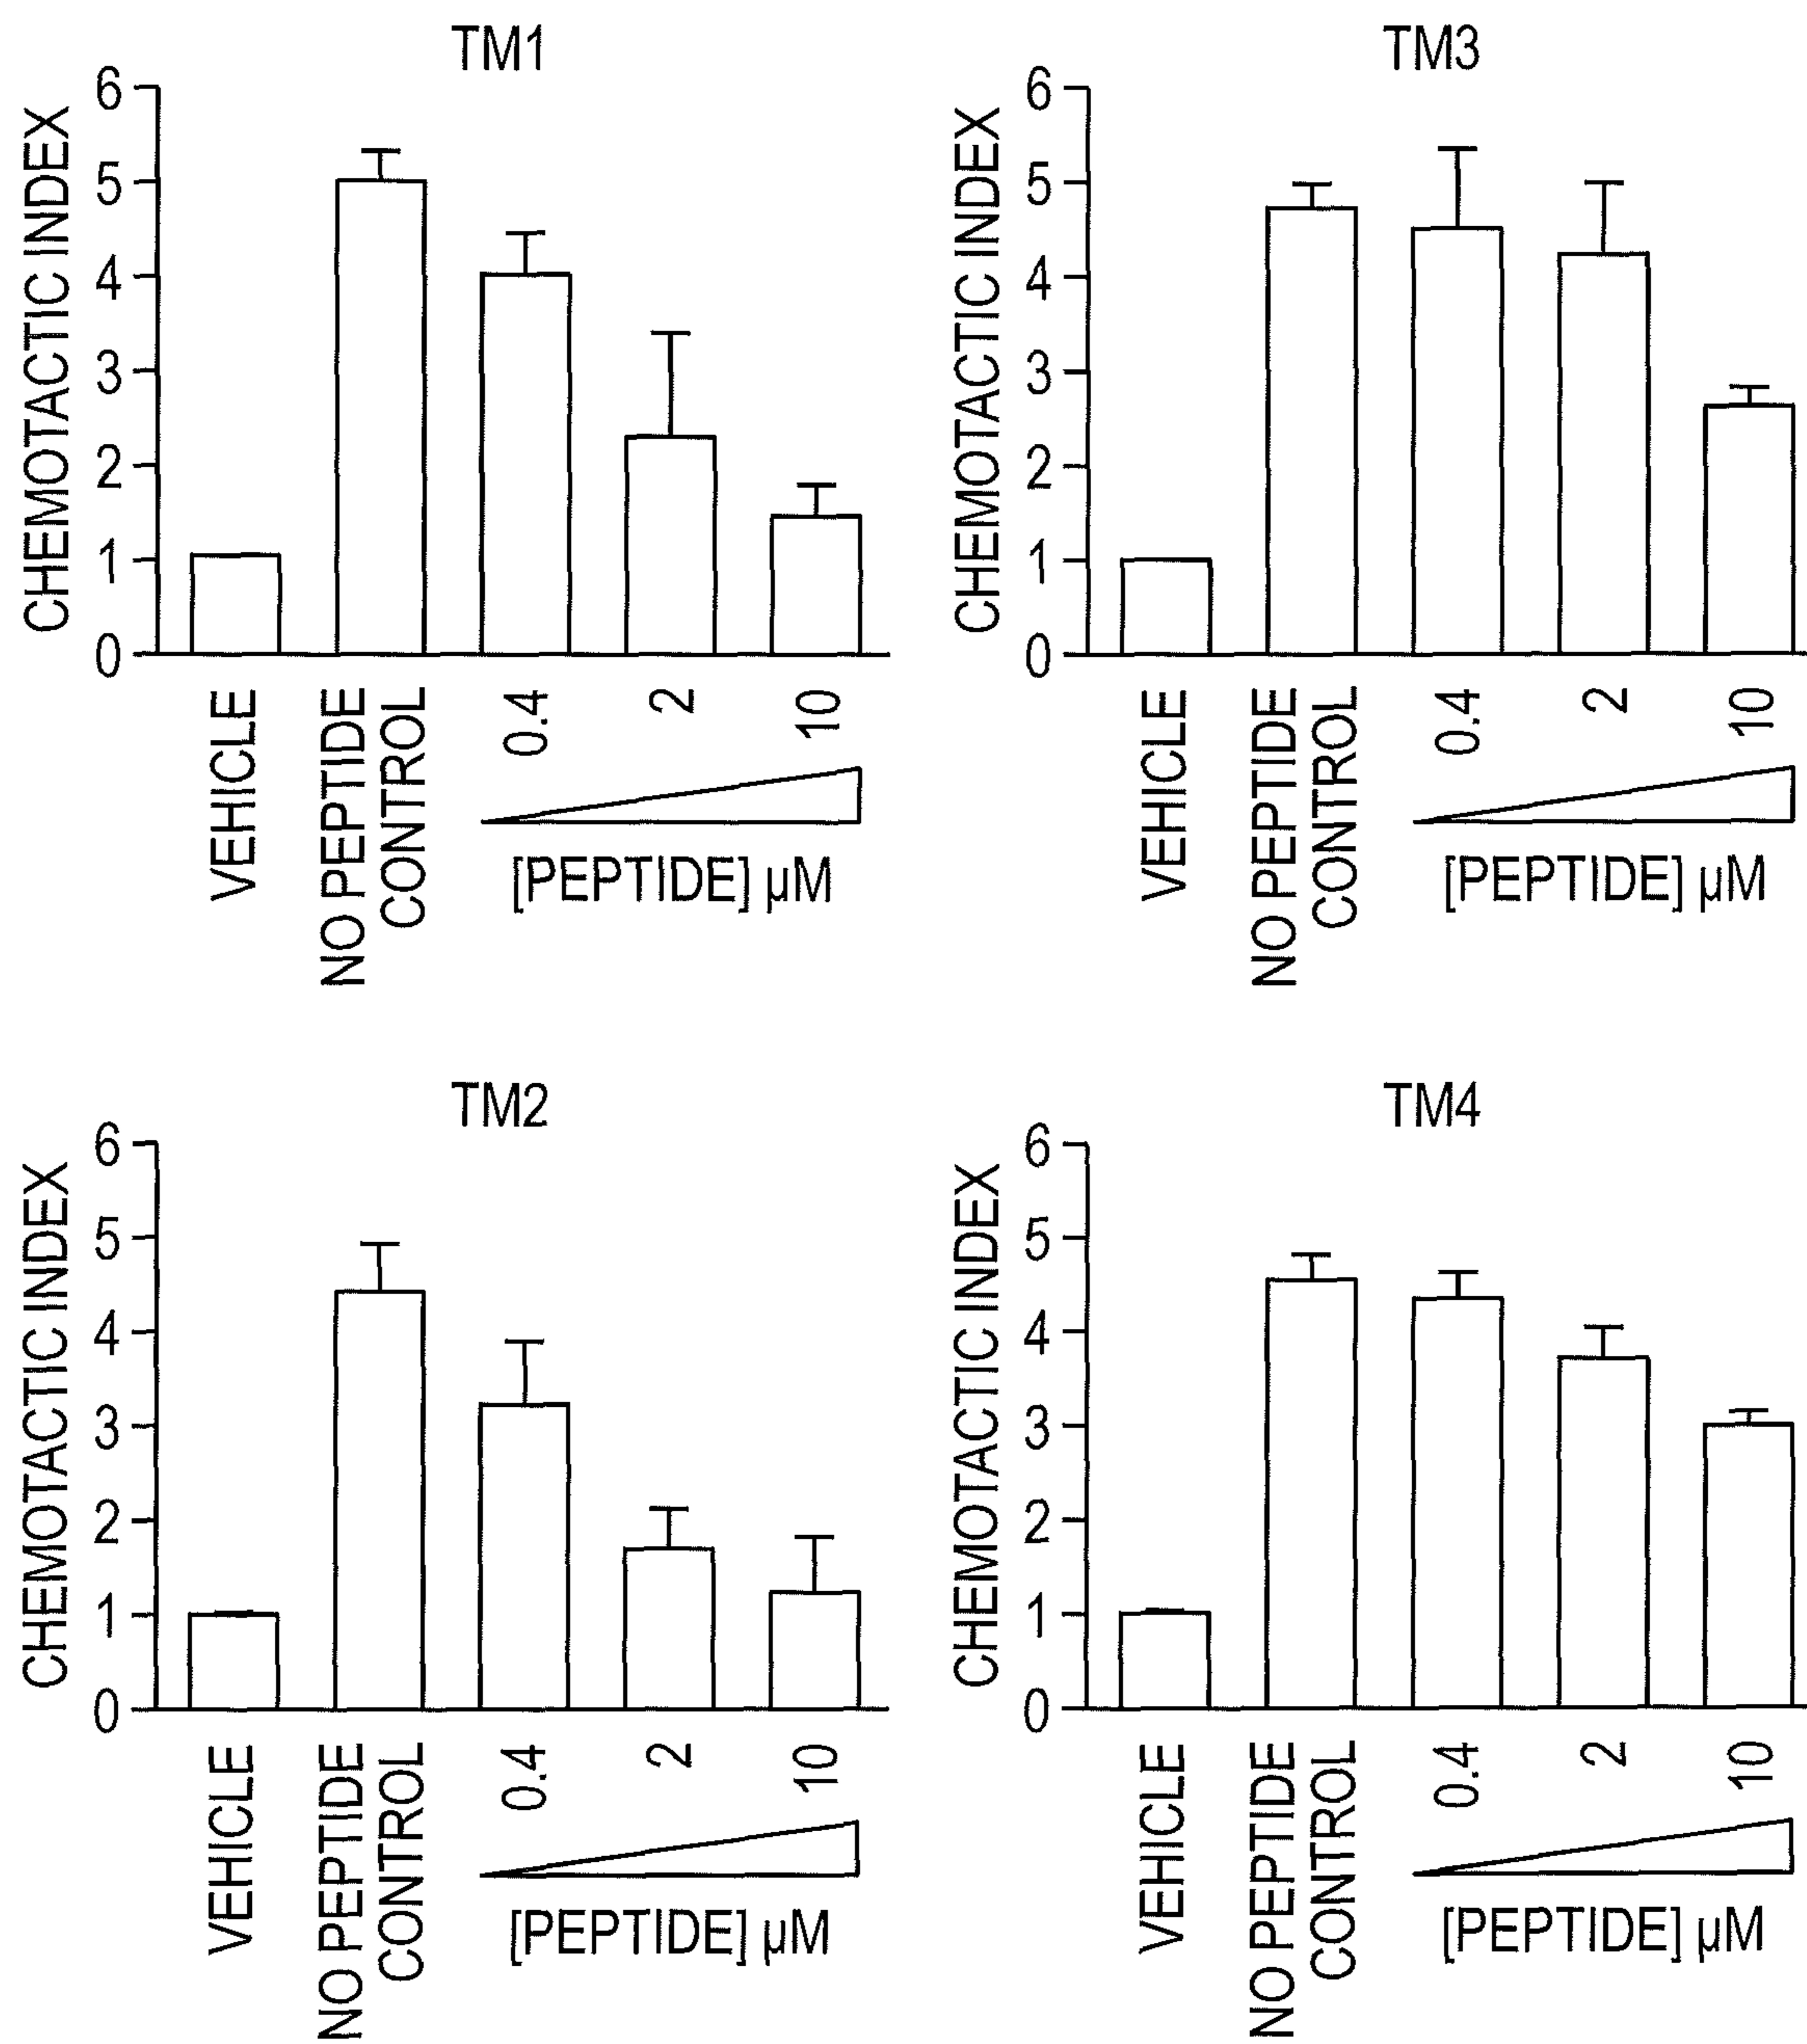 TM1
CHEMOTACTIC INDEX
6
5
4
3
2
1
0
VEHICLE
NO PEPTIDE
CONTROL
0.4
2
10
[PEPTIDE] µM
TM3
CHEMOTACTIC INDEX
6
5
4
3
2
1
0
VEHICLE
NO PEPTIDE
CONTROL
0.4
2
10
[PEPTIDE] µM
TM2
CHEMOTACTIC INDEX
6
5
4
3
2
1
0
VEHICLE
NO PEPTIDE
CONTROL
0.4
2
10
[PEPTIDE] µM
TM4
CHEMOTACTIC INDEX
6
5
4
3
2
1
0
VEHICLE
NO PEPTIDE
CONTROL
0.4
2
10
[PEPTIDE] µM